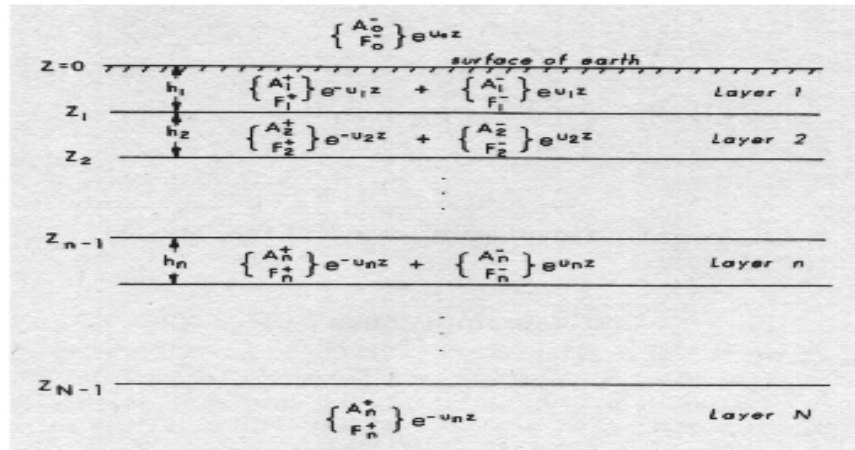 { A₀⁻ F₀⁻ } e^u₀z
Z=0 surface of earth
h₁ { A₁⁺ F₁⁺ } e^-u₁z + { A₁⁻ F₁⁻ } e^u₁z Layer 1
Z₁
h₂ { A₂⁺ F₂⁺ } e^-u₂z + { A₂⁻ F₂⁻ } e^u₂z Layer 2
Z₂
Zn-1
hn { An⁺ Fn⁺ } e^-unz + { An⁻ Fn⁻ } e^unz Layer n
ZN-1
{ An⁺ Fn⁺ } e^-unz Layer N